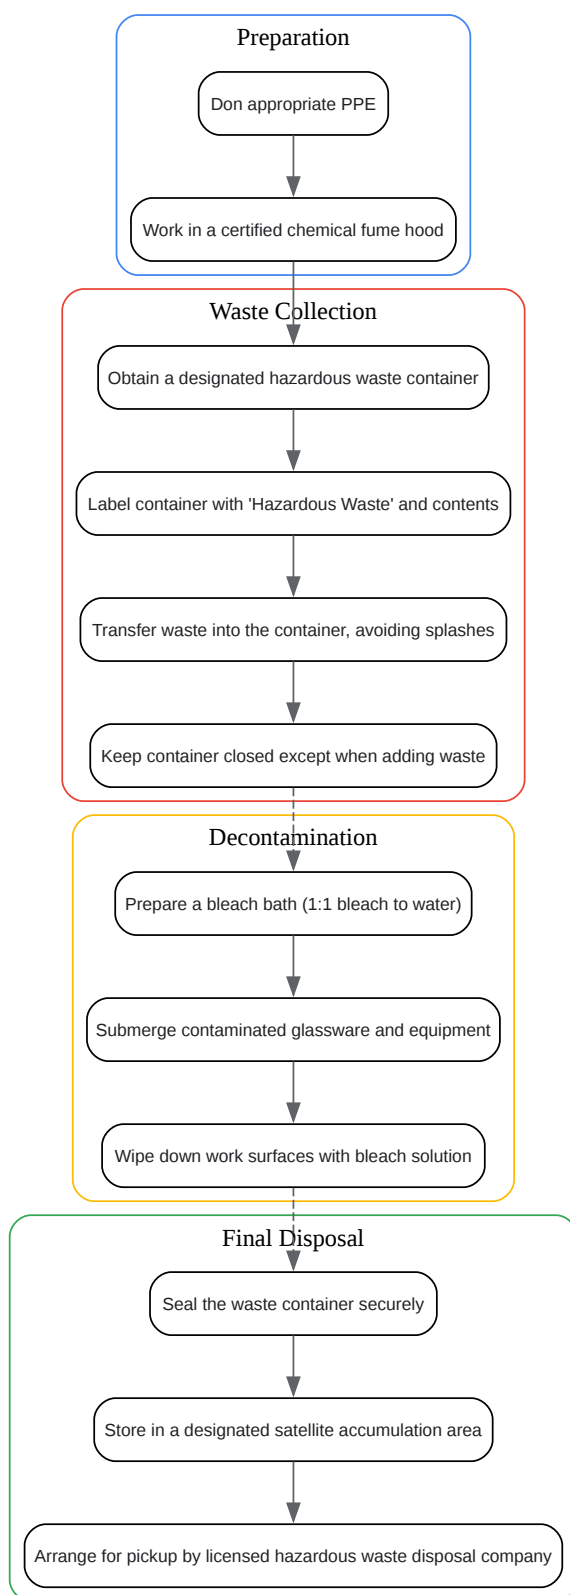 Preparation
Don appropriate PPE
Work in a certified chemical fume hood
Waste Collection
Obtain a designated hazardous waste container
Label container with 'Hazardous Waste' and contents
Transfer waste into the container, avoiding splashes
Keep container closed except when adding waste
Decontamination
Prepare a bleach bath (1:1 bleach to water)
Submerge contaminated glassware and equipment
Wipe down work surfaces with bleach solution
Final Disposal
Seal the waste container securely
Store in a designated satellite accumulation area
Arrange for pickup by licensed hazardous waste disposal company